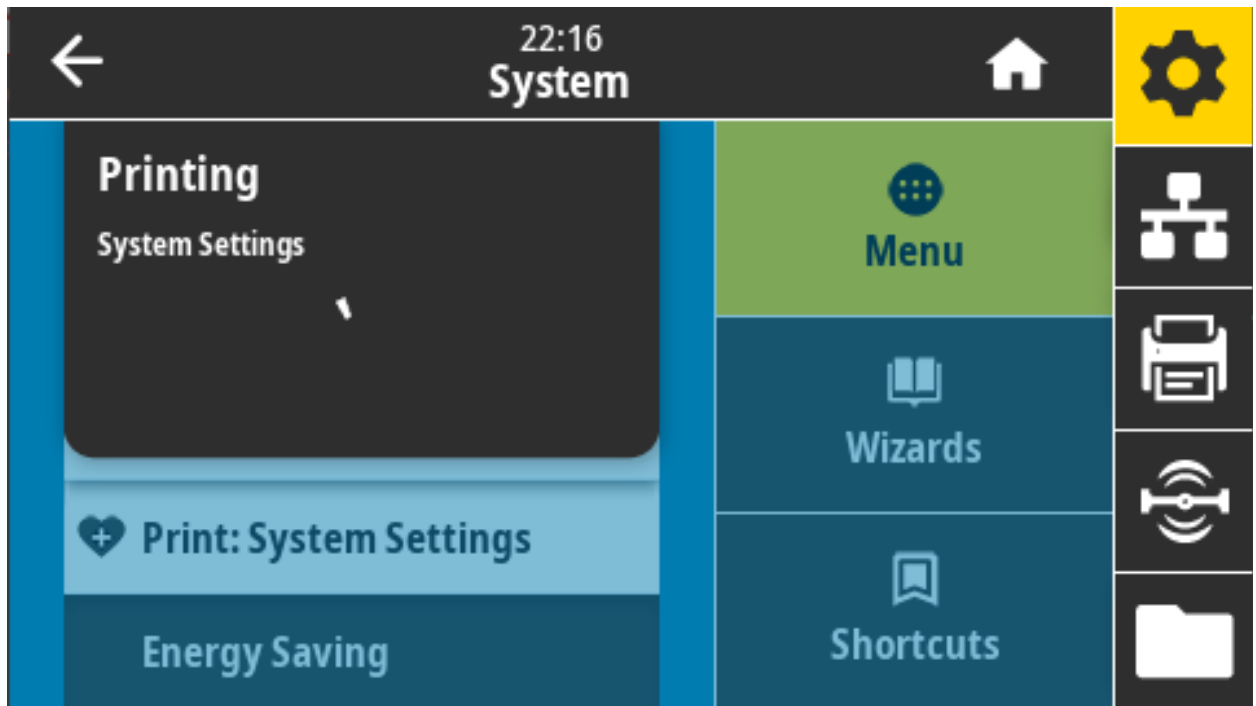 22:16
System
Printing
System Settings
Print: System Settings
Energy Saving
Menu
Wizards
Shortcuts